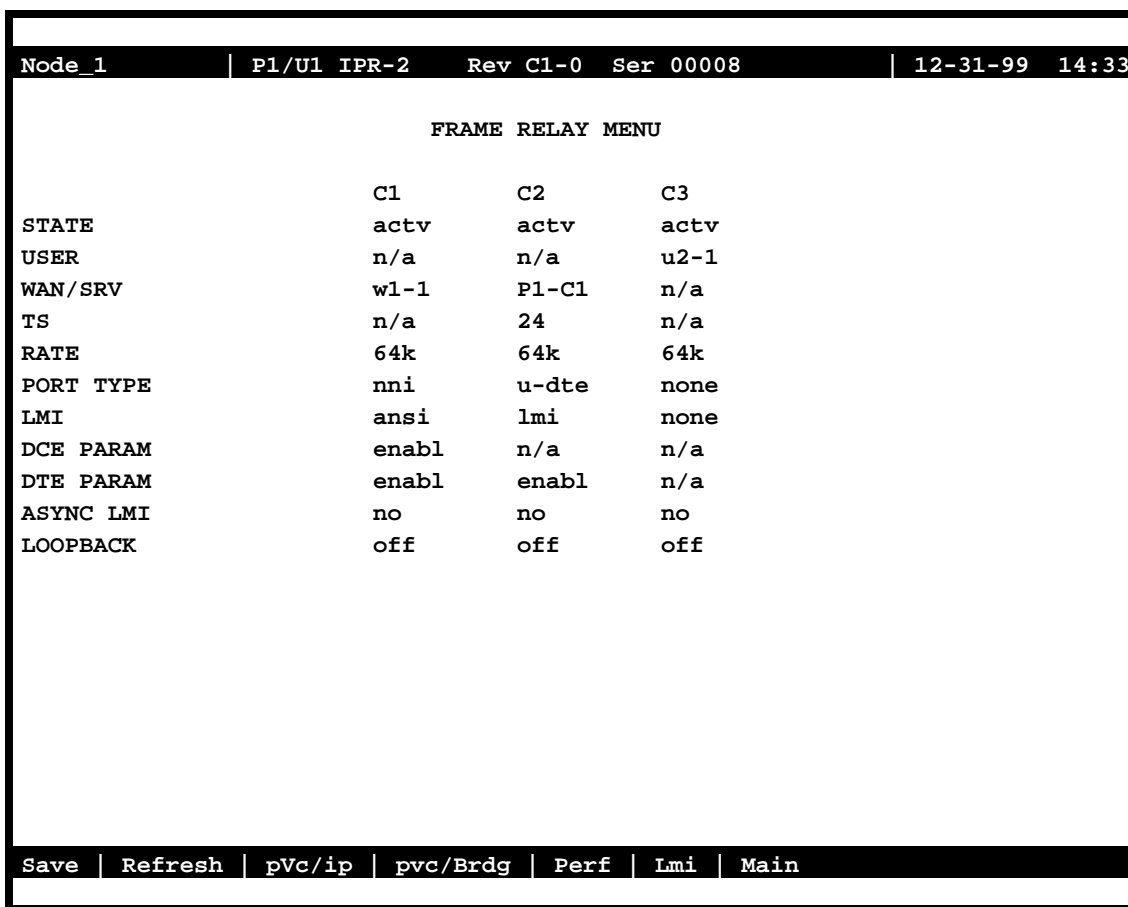 Node_1 | P1/U1 IPR-2 Rev C1-0 Ser 00008 | 12-31-99 14:33
FRAME RELAY MENU
C1 C2 C3
STATE actv actv actv
USER n/a n/a u2-1
WAN/SRV w1-1 P1-C1 n/a
TS n/a 24 n/a
RATE 64k 64k 64k
PORT TYPE nni u-dte none
LMI ansi lmi none
DCE PARAM enabl n/a n/a
DTE PARAM enabl enabl n/a
ASYNC LMI no no no
LOOPBACK off off off
Save | Refresh | pVc/ip | pvc/Brdg | Perf | Lmi | Main